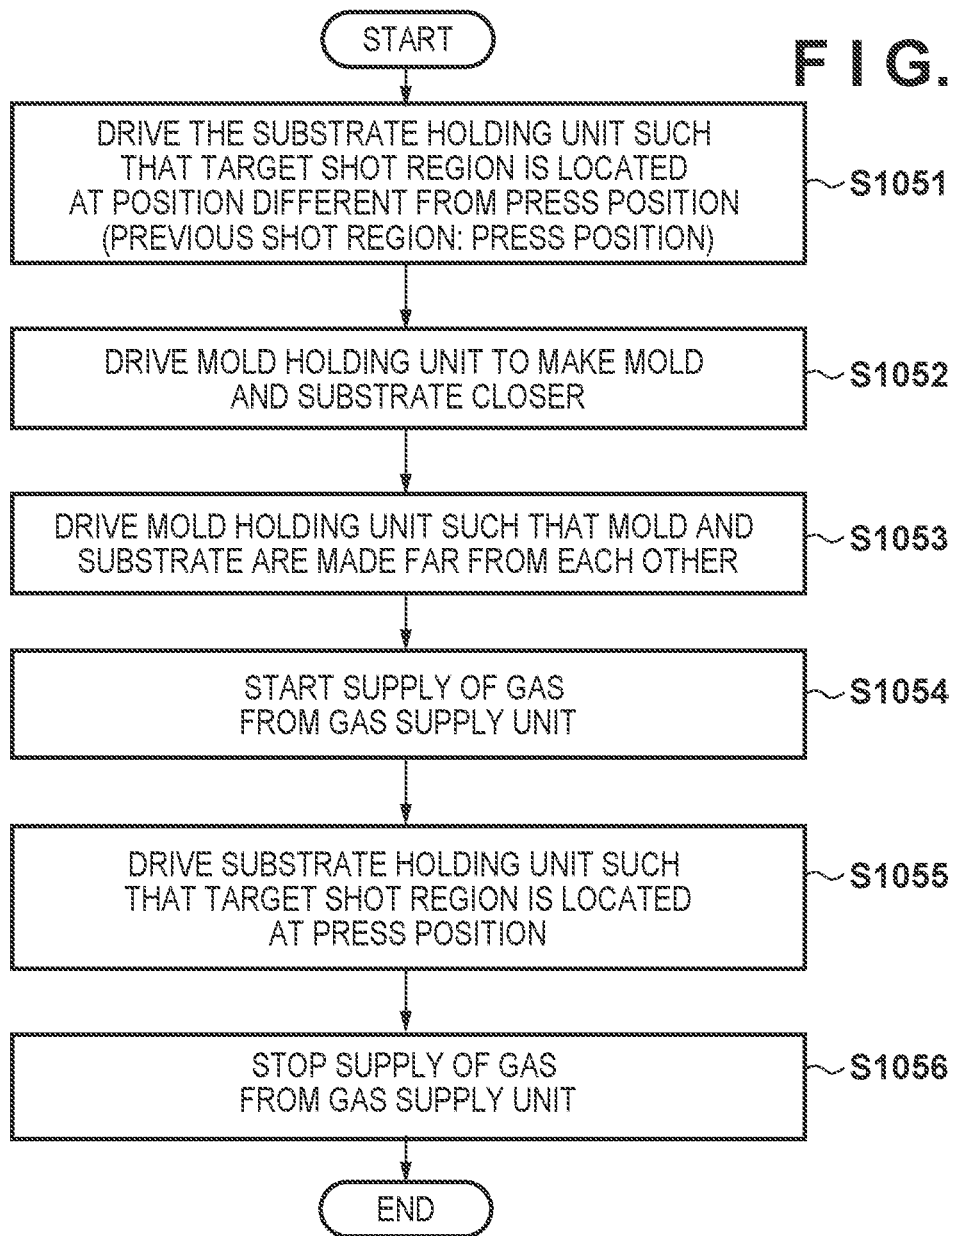 START
F I G.
DRIVE THE SUBSTRATE HOLDING UNIT SUCH
THAT TARGET SHOT REGION IS LOCATED
AT POSITION DIFFERENT FROM PRESS POSITION
(PREVIOUS SHOT REGION: PRESS POSITION)
S1051
DRIVE MOLD HOLDING UNIT TO MAKE MOLD
AND SUBSTRATE CLOSER
S1052
DRIVE MOLD HOLDING UNIT SUCH THAT MOLD AND
SUBSTRATE ARE MADE FAR FROM EACH OTHER
S1053
START SUPPLY OF GAS
FROM GAS SUPPLY UNIT
S1054
DRIVE SUBSTRATE HOLDING UNIT SUCH
THAT TARGET SHOT REGION IS LOCATED
AT PRESS POSITION
S1055
STOP SUPPLY OF GAS
FROM GAS SUPPLY UNIT
S1056
END